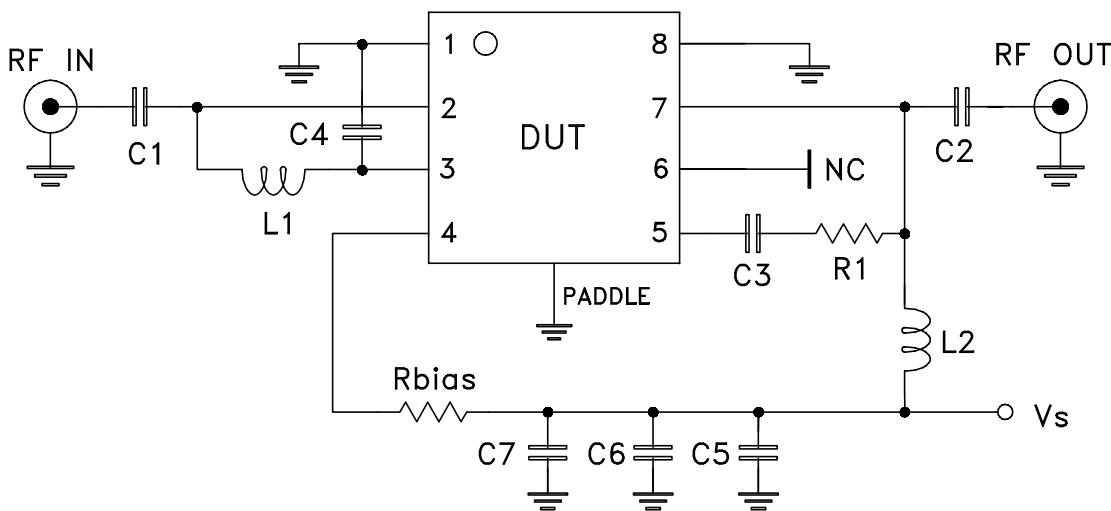 RF IN
C1
L1
C4
1
2
3
4
DUT
8
7
6
5
NC
C3
R1
C2
RF OUT
PADDLE
L2
Rbias
C7
C6
C5
Vs